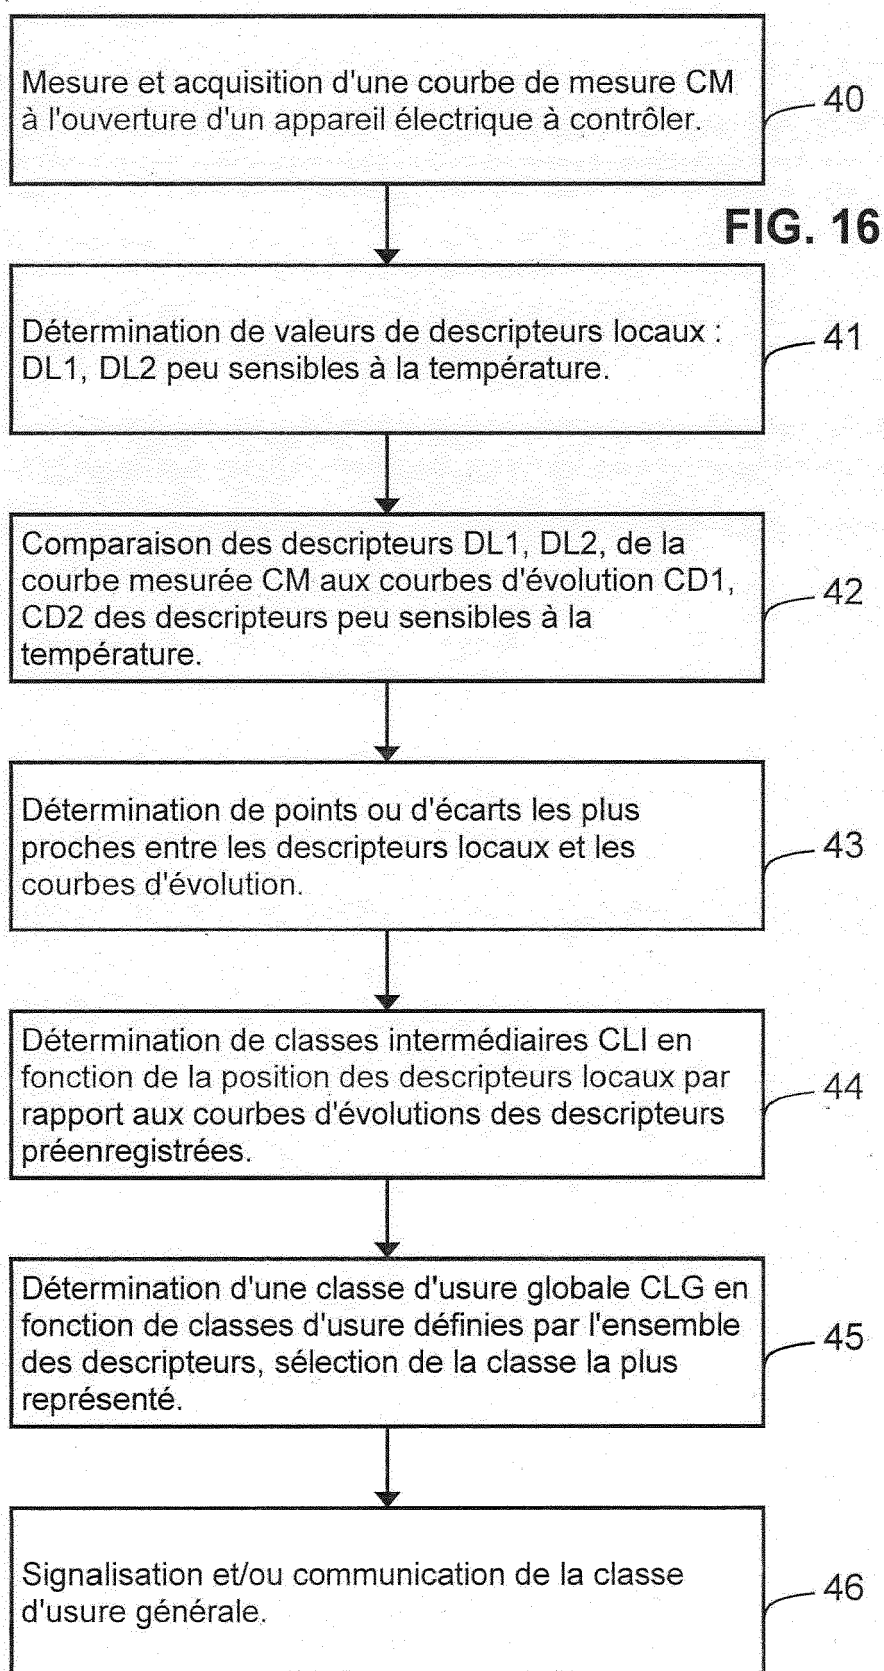 Mesure et acquisition d'une courbe de mesure CM
à l'ouverture d'un appareil électrique à contrôler.
40
FIG. 16
Détermination de valeurs de descripteurs locaux :
DL1, DL2 peu sensibles à la température.
41
Comparaison des descripteurs DL1, DL2, de la
courbe mesurée CM aux courbes d'évolution CD1,
CD2 des descripteurs peu sensibles à la
température.
42
Détermination de points ou d'écarts les plus
proches entre les descripteurs locaux et les
courbes d'évolution.
43
Détermination de classes intermédiaires CLI en
fonction de la position des descripteurs locaux par
rapport aux courbes d'évolutions des descripteurs
préenregistrées.
44
Détermination d'une classe d'usure globale CLG en
fonction de classes d'usure définies par l'ensemble
des descripteurs, sélection de la classe la plus
représenté.
45
Signalisation et/ou communication de la classe
d'usure générale.
46